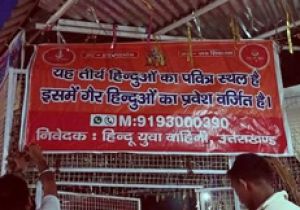 यह तीर्थ हिन्दुओं का पवित्र स्थल है
इसमें गैर हिन्दुओं का प्रवेश वर्जित है।
M:9193000390
निवेदक : हिन्दू युवा वाहिनी, उत्तराखण्ड